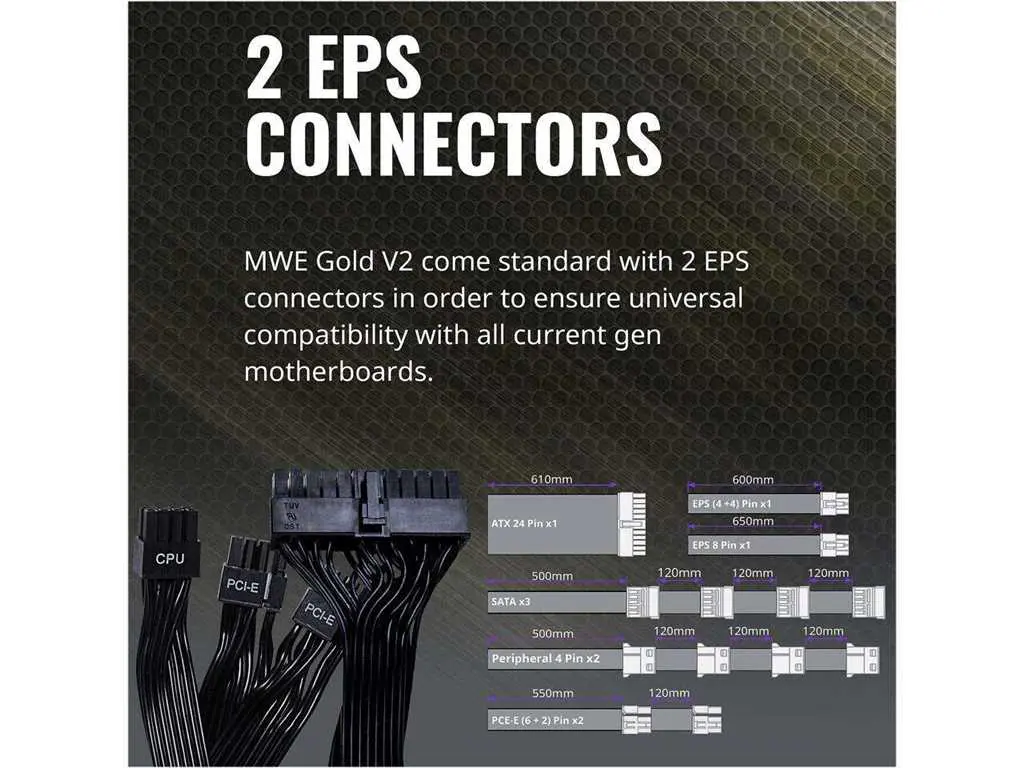 2 EPS
CONNECTORS
MWE Gold V2 come standard with 2 EPS
connectors in order to ensure universal
compatibility with all current gen
motherboards.
TUV
DST
CPU
PCI-E
PCI-E
610mm
ATX 24 Pin x1
600mm
EPS (4 +4) Pin x1
650mm
EPS 8 Pin x1
500mm 120mm 120mm 120mm
SATA x3
500mm 120mm 120mm 120mm
Peripheral 4 Pin x2
550mm 120mm
PCE-E (6 + 2) Pin x2